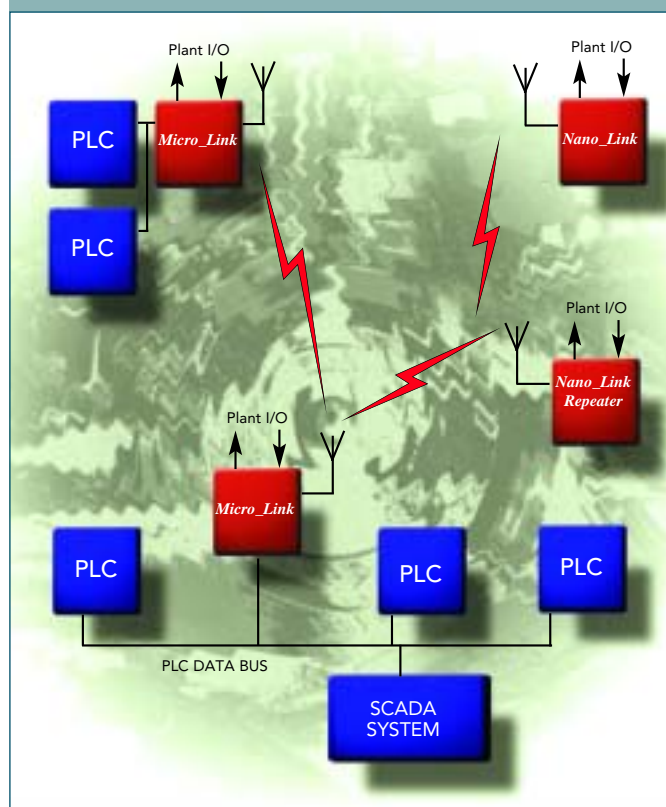 Plant I/O
Plant I/O
PLC
Micro_Link
Nano_Link
PLC
Plant I/O
Nano_Link
Repeater
Plant I/O
Micro_Link
PLC
PLC
PLC
PLC DATA BUS
SCADA
SYSTEM